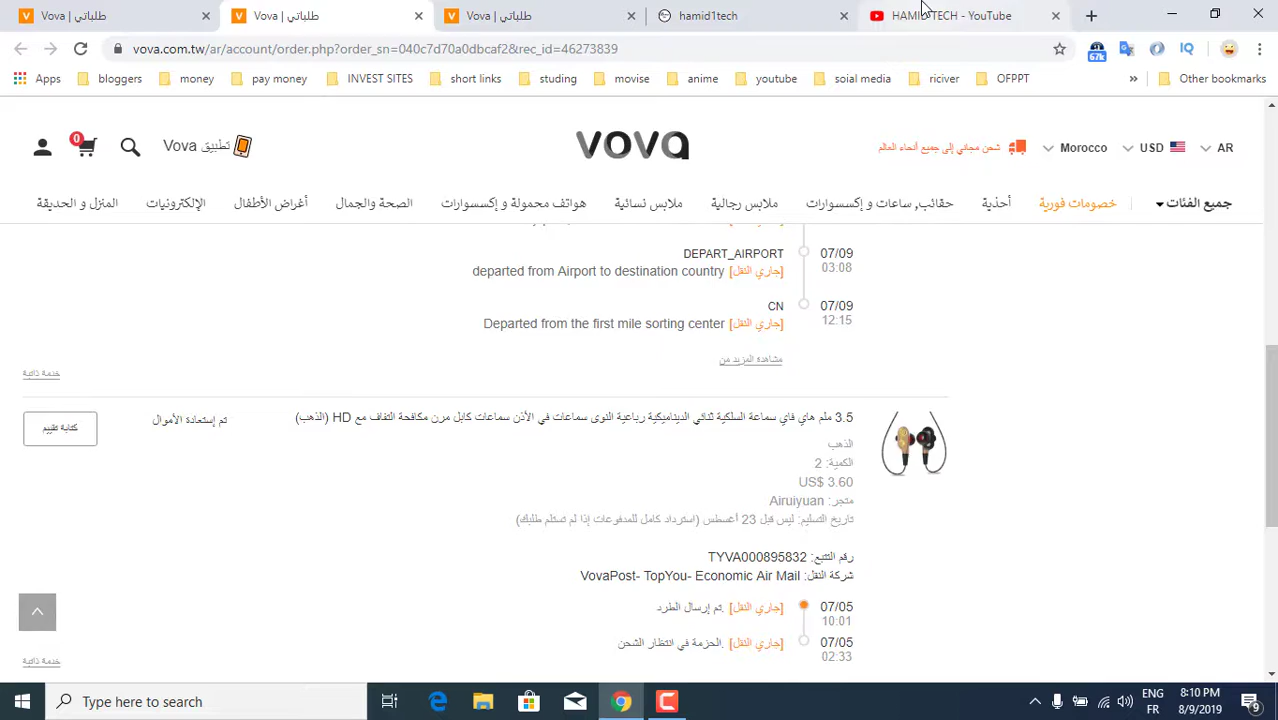 طلباتي | Vova
طلباتي | Vova
طلباتي | Vova
hamid1tech
HAMID1TECH - YouTube
vova.com.tw/ar/account/order.php?order_sn=040c7d70a0dbcaf2&rec_id=46273839
67k
IQ
Apps
bloggers
money
pay money
INVEST SITES
short links
studing
movise
anime
youtube
soial media
riciver
OFPPT
»
Other bookmarks
AR
USD
Morocco
شحن مجاني إلى جميع أنحاء العالم
vova
تطبيق Vova
0
جميع الفئات
خصومات فورية
أحذية
حقائب, ساعات و إكسسوارات
ملابس رجالية
ملابس نسائية
هواتف محمولة و إكسسوارات
الصحة والجمال
أغراض الأطفال
الإلكترونيات
المنزل و الحديقة
07/09
03:08
DEPART_AIRPORT
[جاري النقل] departed from Airport to destination country
07/09
12:15
CN
[جاري النقل] Departed from the first mile sorting center
مشاهدة المزيد من
خدمة ذاتية
3.5 ملم هاي فاي سماعة السلكية ثنائي الديناميكية رباعية النوى سماعات في الأذن سماعات كابل مرن مكافحة التفاف مع HD (الذهب)
تم إستعادة الأموال
كتابة تقييم
الذهب
الكمية: 2
US$ 3.60
متجر: Airuiyuan
تاريخ التسليم: ليس قبل 23 أغسطس (استرداد كامل للمدفوعات إذا لم تستلم طلبك)
رقم التتبع: TYVA000895832
شركة النقل: VovaPost- TopYou- Economic Air Mail
07/05
10:01
[جاري النقل] تم إرسال الطرد.
07/05
02:33
[جاري النقل] الحزمة في انتظار الشحن.
خدمة ذاتية
Type here to search
ENG
FR
8:10 PM
8/9/2019
9